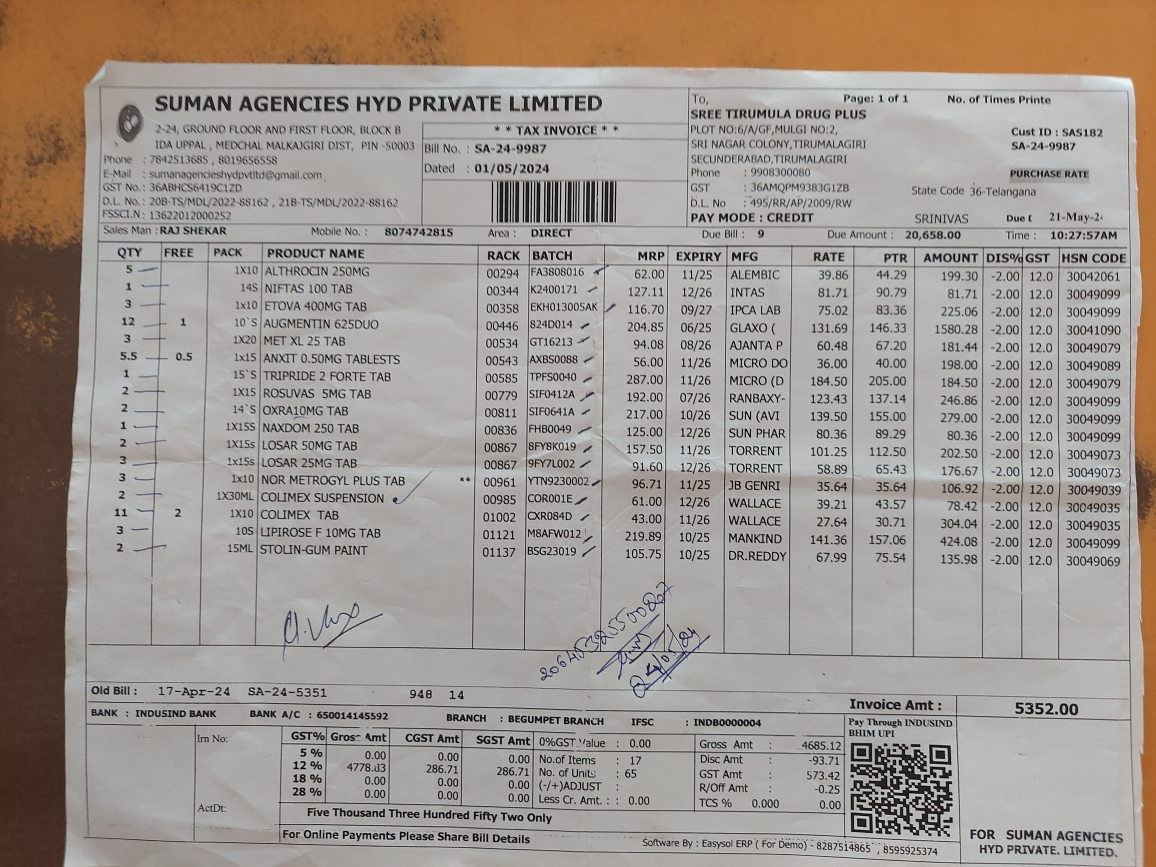 SUMAN AGENCIES HYD PRIVATE LIMITED
2-24, GROUND FLOOR AND FIRST FLOOR, BLOCK B
IDA UPPAL , MEDCHAL MALKAJGIRI DIST, PIN -50003
Phone : 7842513685 , 8019656558
E-Mail : sumanagencieshydpvtltd@gmail.com
GST No.: 36ABHCS6419C1ZD
D.L. No. : 20B-TS/MDL/2022-88162 , 21B-TS/MDL/2022-88162
FSSCI.N : 13622012000252
* * TAX INVOICE * *
Bill No. : SA-24-9987
Dated : 01/05/2024
To, Page: 1 of 1 No. of Times Printe
SREE TIRUMULA DRUG PLUS
PLOT NO:6/A/GF,MULGI NO:2,
SRI NAGAR COLONY,TIRUMALAGIRI
SECUNDERABAD,TIRUMALAGIRI
Phone : 9908300080
GST : 36AMQPM9383G1ZB
D.L. No : 495/RR/AP/2009/RW
PAY MODE : CREDIT
Cust ID : SAS182
SA-24-9987
PURCHASE RATE
State Code 36-Telangana
SRINIVAS Due 21-May-2
Sales Man : RAJ SHEKAR Mobile No. : 8074742815 Area : DIRECT Due Bill : 9 Due Amount : 20,658.00 Time : 10:27:57AM
QTY FREE PACK PRODUCT NAME RACK BATCH MRP EXPIRY MFG RATE PTR AMOUNT DIS% GST HSN CODE
5 1X10 ALTHROCIN 250MG 00294 FA3808016 62.00 11/25 ALEMBIC 39.86 44.29 199.30 -2.00 12.0 30042061
1 14S NIFTAS 100 TAB 00344 K2400171 127.11 12/26 INTAS 81.71 90.79 81.71 -2.00 12.0 30049099
3 1x10 ETOVA 400MG TAB 00358 EKH013005AK 116.70 09/27 IPCA LAB 75.02 83.36 225.06 -2.00 12.0 30049099
12 1 10`S AUGMENTIN 625DUO 00446 824D014 204.85 06/25 GLAXO ( 131.69 146.33 1580.28 -2.00 12.0 30041090
3 1X20 MET XL 25 TAB 00534 GT16213 94.08 08/26 AJANTA P 60.48 67.20 181.44 -2.00 12.0 30049079
5.5 0.5 1x15 ANXIT 0.50MG TABLESTS 00543 AXBS0088 56.00 11/26 MICRO DO 36.00 40.00 198.00 -2.00 12.0 30049089
1 15`S TRIPRIDE 2 FORTE TAB 00585 TPFS0040 287.00 11/26 MICRO (D 184.50 205.00 184.50 -2.00 12.0 30049079
2 1X15 ROSUVAS 5MG TAB 00779 SIF0412A 192.00 07/26 RANBAXY- 123.43 137.14 246.86 -2.00 12.0 30049099
2 14`S OXRA10MG TAB 00811 SIF0641A 217.00 10/26 SUN (AVI 139.50 155.00 279.00 -2.00 12.0 30049099
1 1X15S NAXDOM 250 TAB 00836 FHB0049 125.00 12/26 SUN PHAR 80.36 89.29 80.36 -2.00 12.0 30049099
2 1X15S LOSAR 50MG TAB 00867 8FY8K019 157.50 11/26 TORRENT 101.25 112.50 202.50 -2.00 12.0 30049073
3 1x15s LOSAR 25MG TAB 00867 9FY7L002 91.60 12/26 TORRENT 58.89 65.43 176.67 -2.00 12.0 30049073
3 1x10 NOR METROGYL PLUS TAB ** 00961 YTN9230002 96.71 11/25 JB GENRI 35.64 35.64 106.92 -2.00 12.0 30049039
2 1X30ML COLIMEX SUSPENSION 00985 COR001E 61.00 12/26 WALLACE 39.21 43.57 78.42 -2.00 12.0 30049035
11 2 1X10 COLIMEX TAB 01002 CXR084D 43.00 11/26 WALLACE 27.64 30.71 304.04 -2.00 12.0 30049035
3 10S LIPIROSE F 10MG TAB 01121 M8AFW012 219.89 10/25 MANKIND 141.36 157.06 424.08 -2.00 12.0 30049099
2 15ML STOLIN-GUM PAINT 01137 BSG23019 105.75 10/25 DR.REDDY 67.99 75.54 135.98 -2.00 12.0 30049069
Old Bill : 17-Apr-24 SA-24-5351 948 14
Invoice Amt : 5352.00
BANK : INDUSIND BANK BANK A/C : 650014145592 BRANCH : BEGUMPET BRANCH IFSC : INDB0000004
Pay Through INDUSIND
BHIM UPI
Irn No:
ActDt:
GST% Gross Amt CGST Amt SGST Amt
5 % 0.00 0.00 0.00
12 % 4778.83 286.71 286.71
18 % 0.00 0.00 0.00
28 % 0.00 0.00 0.00
0%GST Value : 0.00
No.of Items : 17
No. of Units : 65
(-/+)ADJUST :
Less Cr. Amt. : : 0.00
Gross Amt : 4685.12
Disc Amt : -93.71
GST Amt : 573.42
R/Off Amt : -0.25
TCS % 0.000 0.00
Five Thousand Three Hundred Fifty Two Only
For Online Payments Please Share Bill Details
Software By : Easysol ERP ( For Demo) - 8287514865 , 8595925374
FOR SUMAN AGENCIES
HYD PRIVATE. LIMITED.